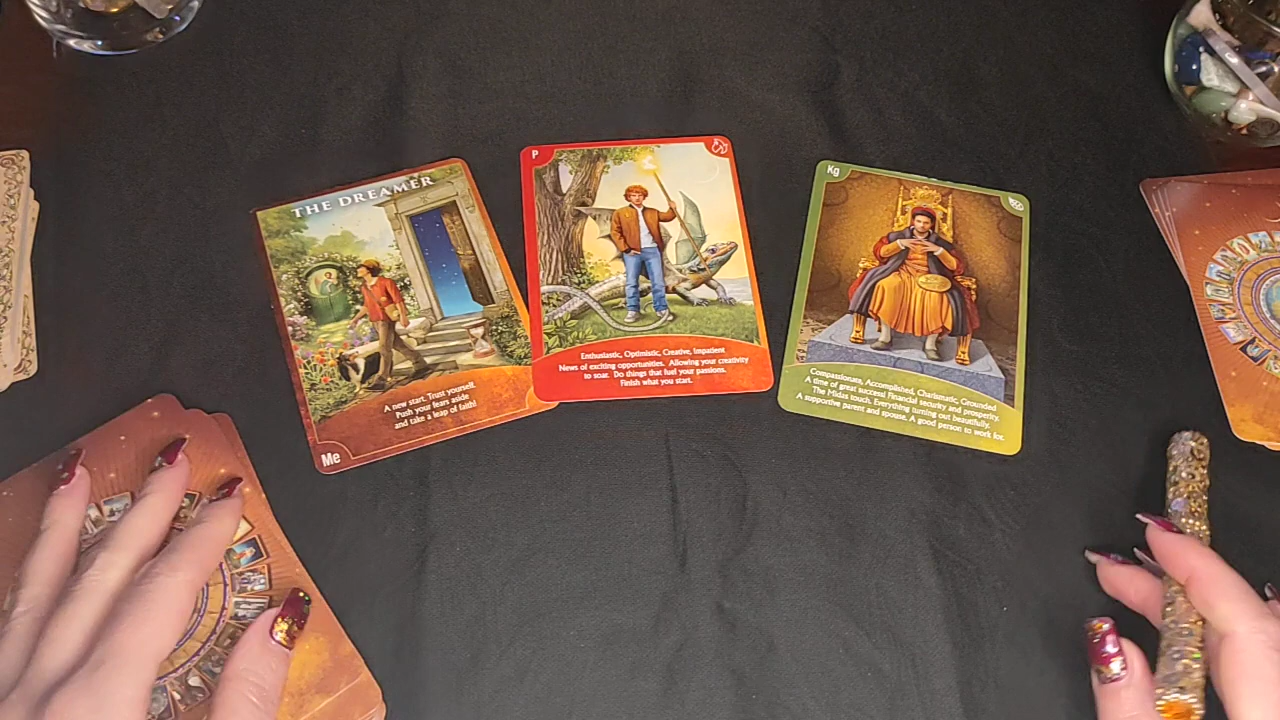 THE DREAMER
A new start. Trust yourself.
Push your fears aside
and take a leap of faith!
Me
P
Enthusiastic, Optimistic, Creative, Impatient
News of exciting opportunities. Allowing your creativity
to soar. Do things that fuel your passions.
Finish what you start.
Kg
Compassionate, Accomplished, Charismatic, Grounded
A time of great success! Financial security and prosperity.
The Midas touch. Everything turning out beautifully.
A supportive parent and spouse. A good person to work for.